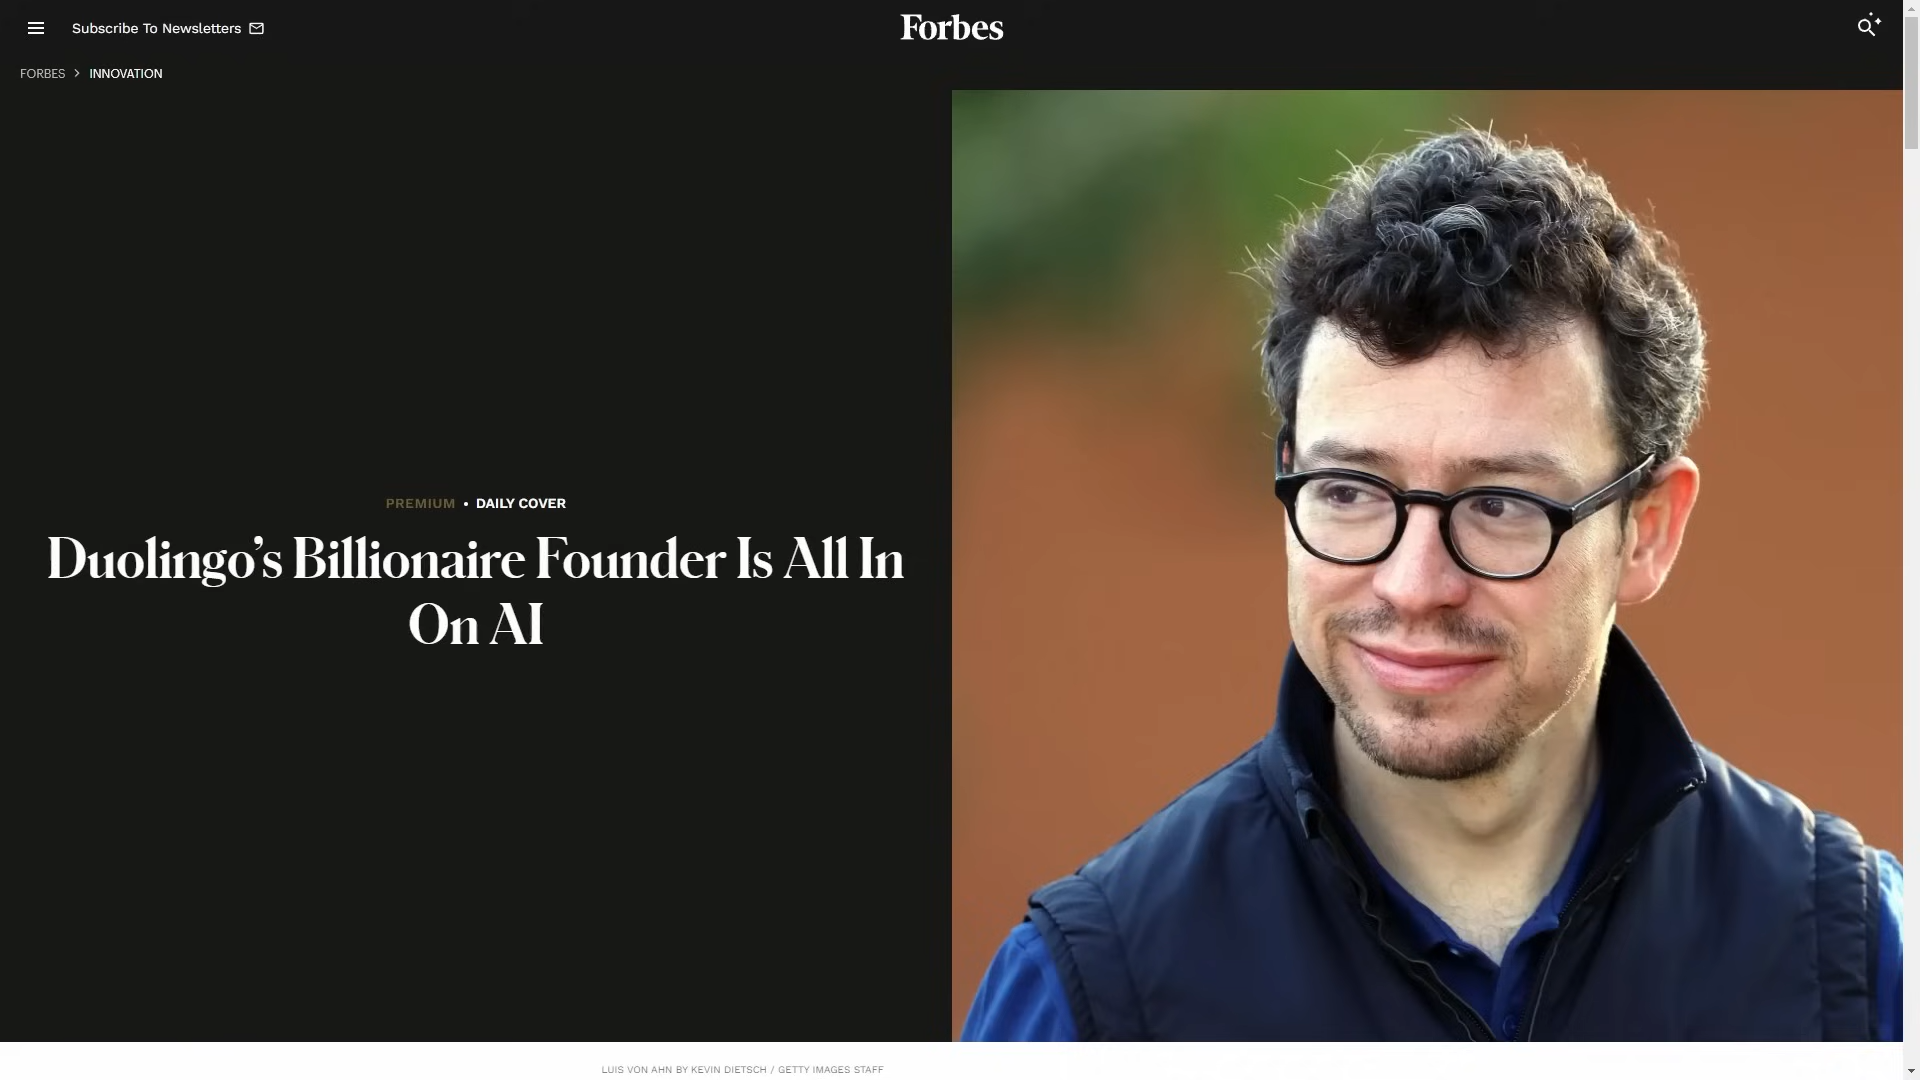 Subscribe To Newsletters
Forbes
FORBES > INNOVATION
PREMIUM • DAILY COVER
Duolingo’s Billionaire Founder Is All In
On AI
LUIS VON AHN BY KEVIN DIETSCH / GETTY IMAGES STAFF